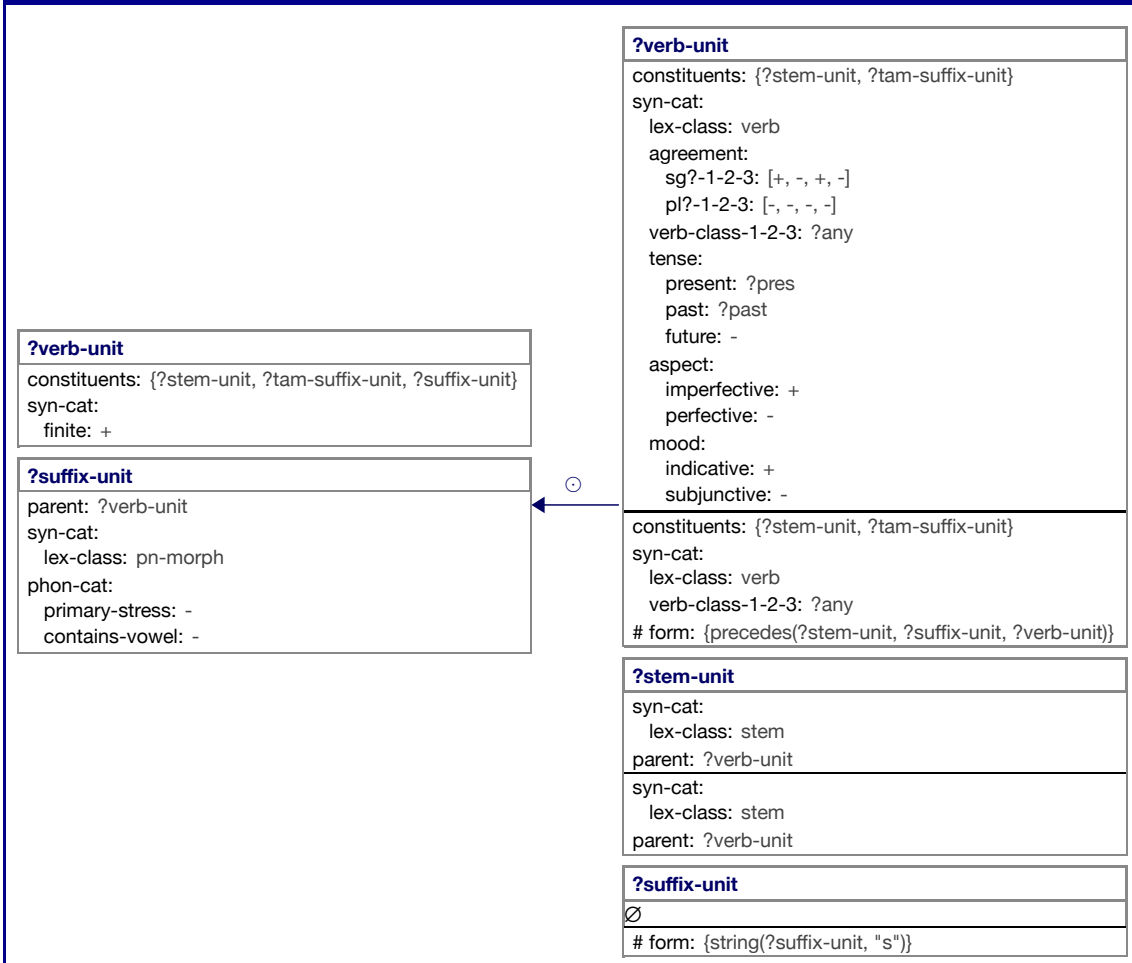 ?verb-unit
constituents: {?stem-unit, ?tam-suffix-unit, ?suffix-unit}
syn-cat:
finite: +
?suffix-unit
parent: ?verb-unit
syn-cat:
lex-class: pn-morph
phon-cat:
primary-stress: -
contains-vowel: -
⊙
?verb-unit
constituents: {?stem-unit, ?tam-suffix-unit}
syn-cat:
lex-class: verb
agreement:
sg?-1-2-3: [+, -, +, -]
pl?-1-2-3: [-, -, -, -]
verb-class-1-2-3: ?any
tense:
present: ?pres
past: ?past
future: -
aspect:
imperfective: +
perfective: -
mood:
indicative: +
subjunctive: -
constituents: {?stem-unit, ?tam-suffix-unit}
syn-cat:
lex-class: verb
verb-class-1-2-3: ?any
# form: {precedes(?stem-unit, ?suffix-unit, ?verb-unit)}
?stem-unit
syn-cat:
lex-class: stem
parent: ?verb-unit
syn-cat:
lex-class: stem
parent: ?verb-unit
?suffix-unit
∅
# form: {string(?suffix-unit, "s")}